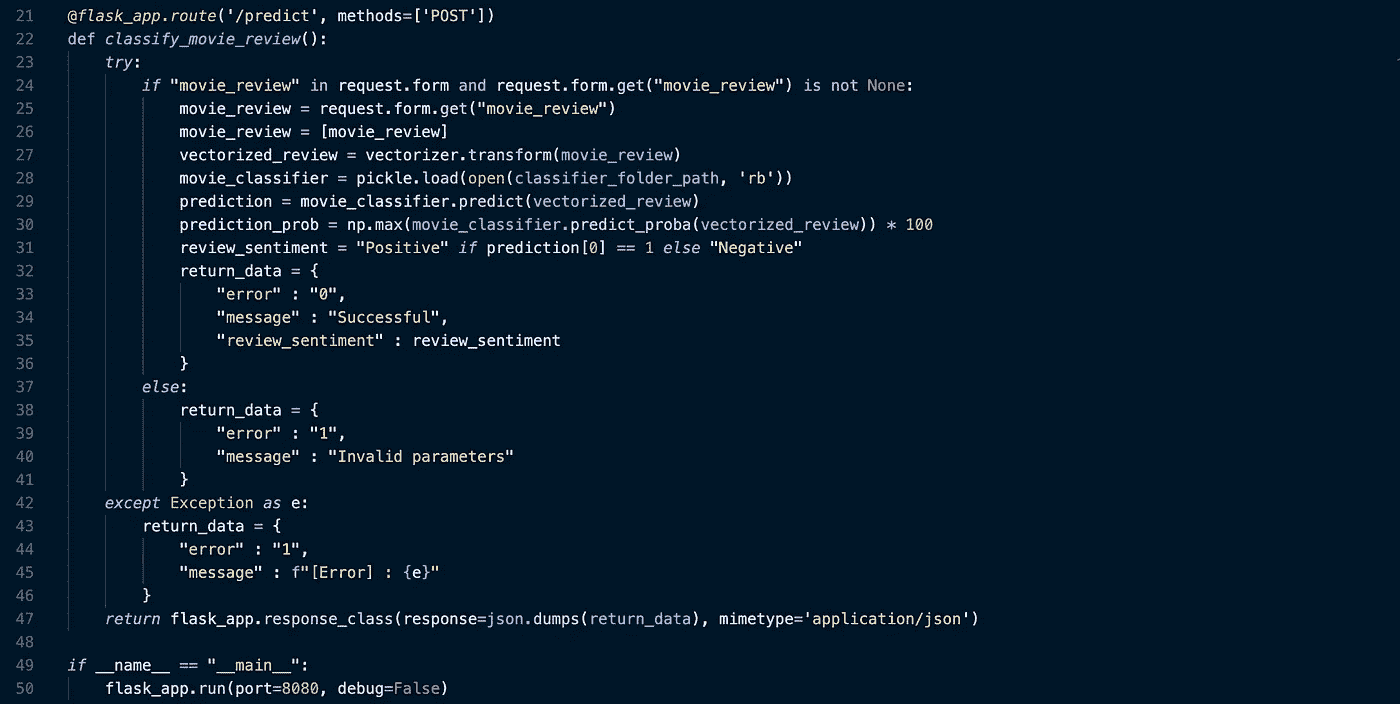 21 @flask_app.route('/predict', methods=['POST'])
22 def classify_movie_review():
23     try:
24         if "movie_review" in request.form and request.form.get("movie_review") is not None:
25             movie_review = request.form.get("movie_review")
26             movie_review = [movie_review]
27             vectorized_review = vectorizer.transform(movie_review)
28             movie_classifier = pickle.load(open(classifier_folder_path, 'rb'))
29             prediction = movie_classifier.predict(vectorized_review)
30             prediction_prob = np.max(movie_classifier.predict_proba(vectorized_review)) * 100
31             review_sentiment = "Positive" if prediction[0] == 1 else "Negative"
32             return_data = {
33                 "error" : "0",
34                 "message" : "Successful",
35                 "review_sentiment" : review_sentiment
36             }
37         else:
38             return_data = {
39                 "error" : "1",
40                 "message" : "Invalid parameters"
41             }
42     except Exception as e:
43         return_data = {
44             "error" : "1",
45             "message" : f"[Error] : {e}"
46         }
47     return flask_app.response_class(response=json.dumps(return_data), mimetype='application/json')
48
49 if __name__ == "__main__":
50     flask_app.run(port=8080, debug=False)